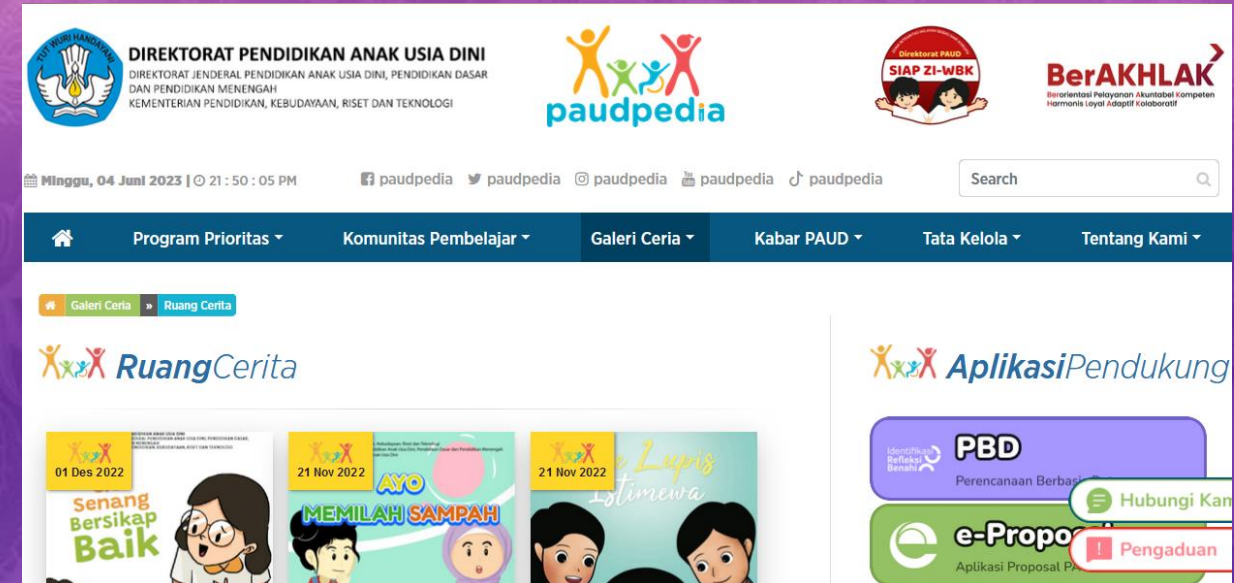 TUT WURI HANDAYANI
DIREKTORAT PENDIDIKAN ANAK USIA DINI
DIREKTORAT JENDERAL PENDIDIKAN ANAK USIA DINI, PENDIDIKAN DASAR
DAN PENDIDIKAN MENENGAH
KEMENTERIAN PENDIDIKAN, KEBUDAYAAN, RISET DAN TEKNOLOGI
paudpedia
Direktorat PAUD
SIAP ZI-WBK
BerAKHLAK
Berorientasi Pelayanan Akuntabel Kompeten
Harmonis Loyal Adaptif Kolaboratif
Minggu, 04 Juni 2023 | 21 : 50 : 05 PM
paudpedia paudpedia paudpedia paudpedia paudpedia
Search
Program Prioritas Komunitas Pembelajar Galeri Ceria Kabar PAUD Tata Kelola Tentang Kami
Galeri Ceria » Ruang Cerita
RuangCerita
AplikasiPendukung
01 Des 2022
Senang
Bersikap
Baik
21 Nov 2022
AYO
MEMILAH SAMPAH
21 Nov 2022
Lupis
Istimewa
Identifikasi
Refleksi
Benahi
PBD
Perencanaan
e-Propo
Aplikasi Proposal
Hubungi Kam
Pengaduan